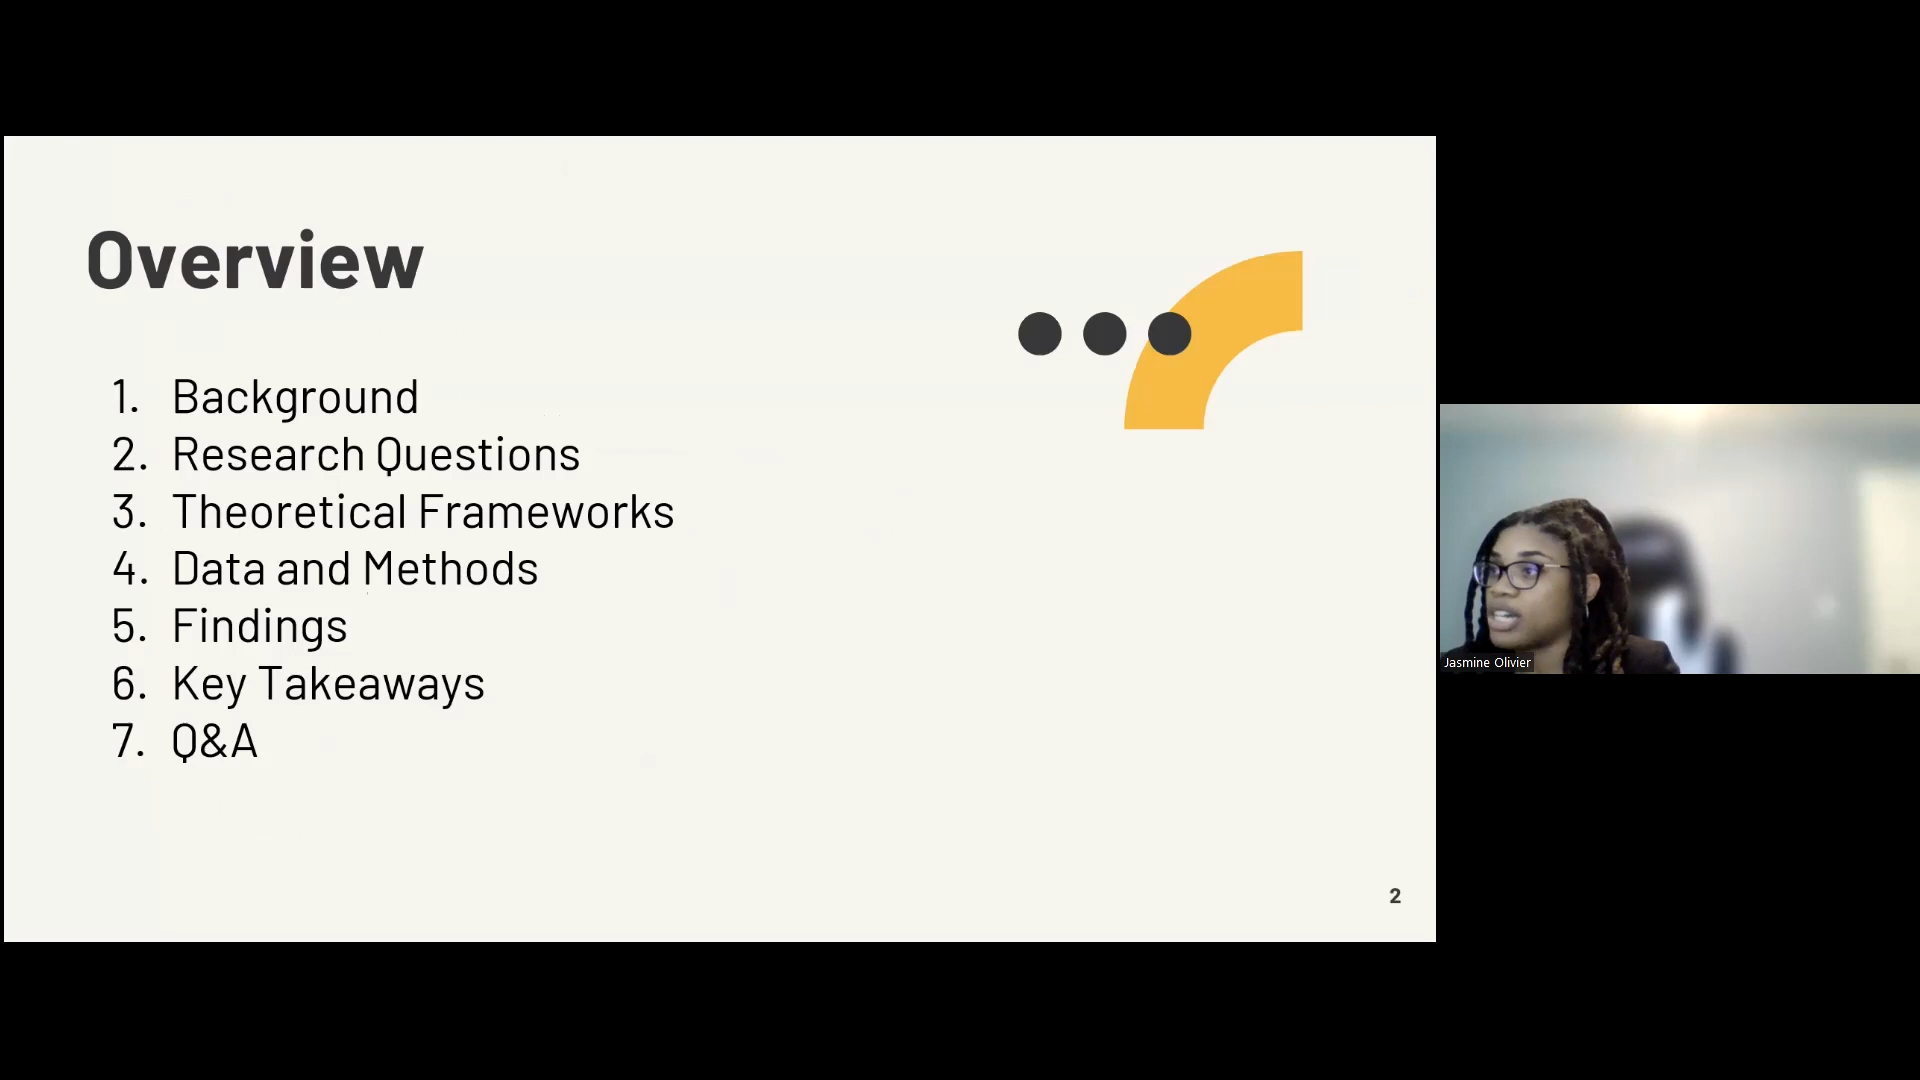 Overview
1. Background
2. Research Questions
3. Theoretical Frameworks
4. Data and Methods
5. Findings
6. Key Takeaways
7. Q&A
2
Jasmine Olivier